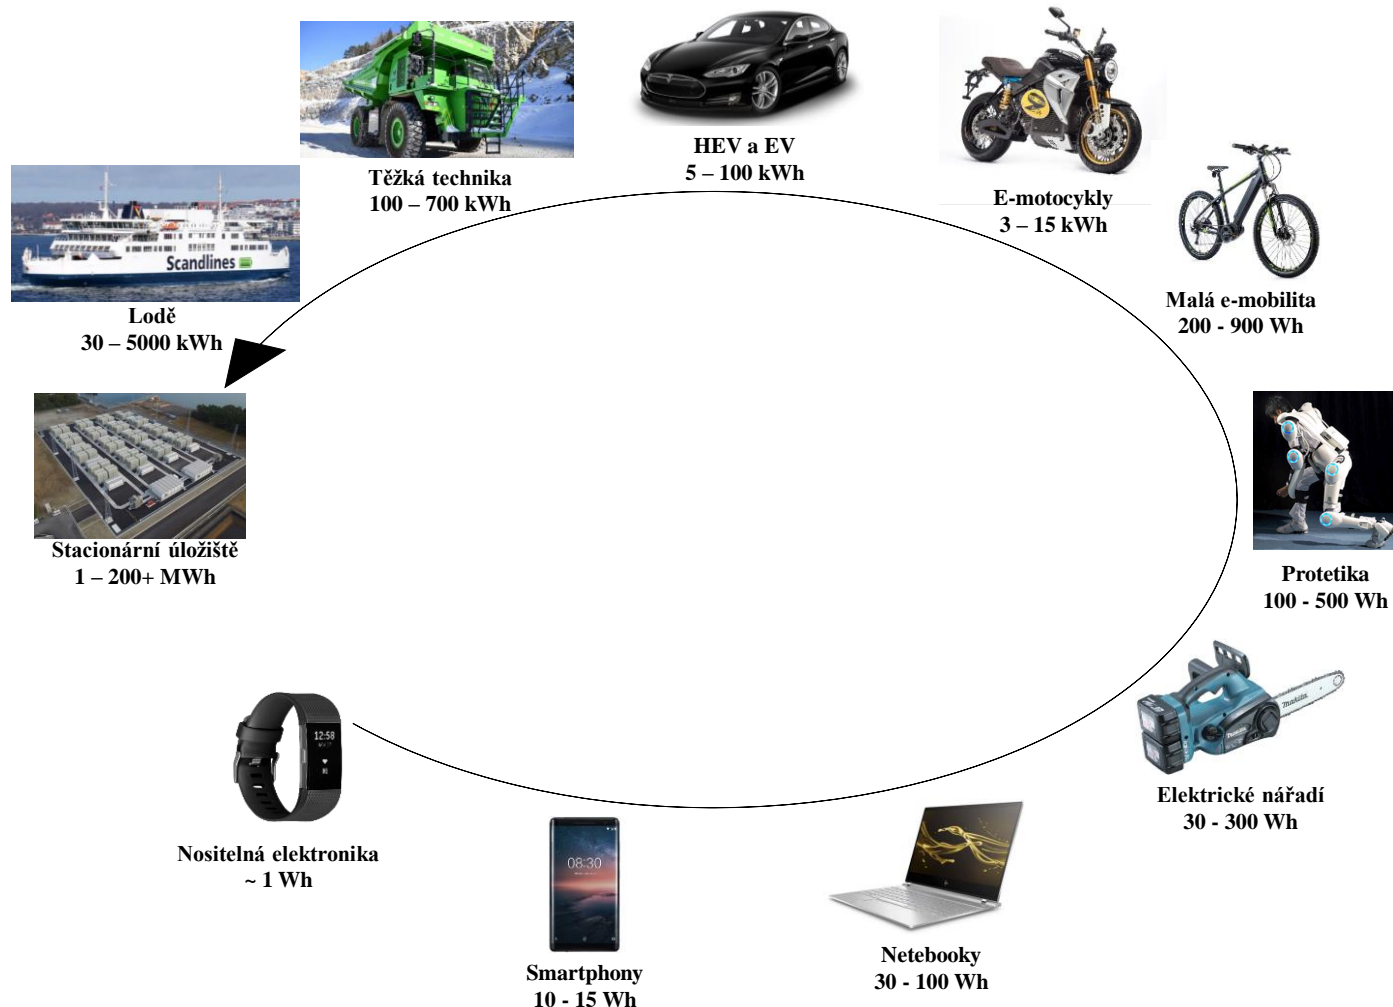 HEV a EV
5 – 100 kWh
Těžká technika
100 – 700 kWh
E-motocykly
3 – 15 kWh
Scandlines
Lodě
30 – 5000 kWh
Malá e-mobilita
200 - 900 Wh
Stacionární úložiště
1 – 200+ MWh
Protetika
100 - 500 Wh
makita
Elektrické nářadí
30 - 300 Wh
12:58
Nositelná elektronika
~ 1 Wh
08:30
Smartphony
10 - 15 Wh
Netebooky
30 - 100 Wh